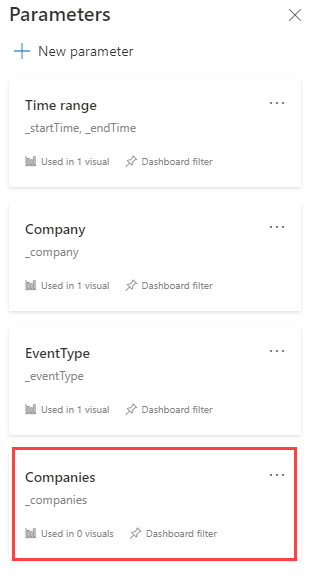 Parameters
New parameter
Time range
_startTime, _endTime
Used in 1 visual Dashboard filter
Company
_company
Used in 1 visual Dashboard filter
EventType
_eventType
Used in 1 visual Dashboard filter
Companies
_companies
Used in 0 visuals Dashboard filter